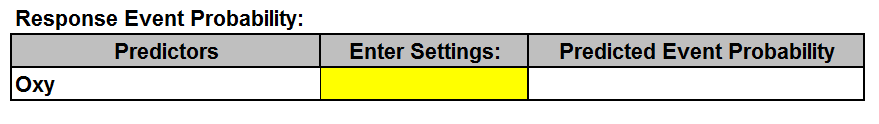 Response Event Probability:
Predictors Enter Settings: Predicted Event Probability
Oxy